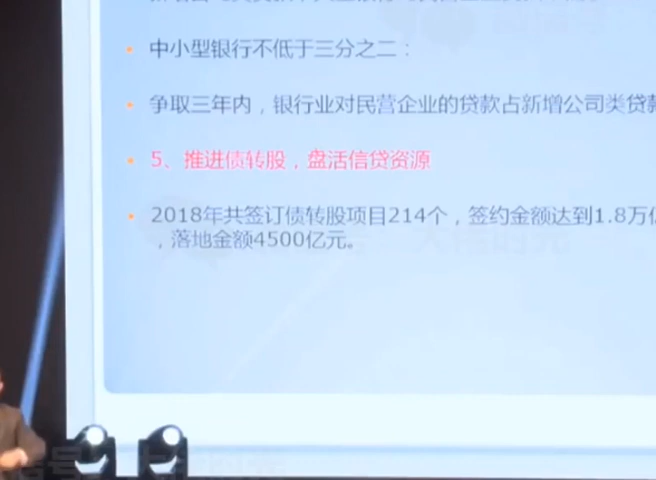 中小型银行不低于三分之二：
争取三年内，银行业对民营企业的贷款占新增公司类贷款
5、推进债转股，盘活信贷资源
2018年共签订债转股项目214个，签约金额达到1.8万亿
，落地金额4500亿元。